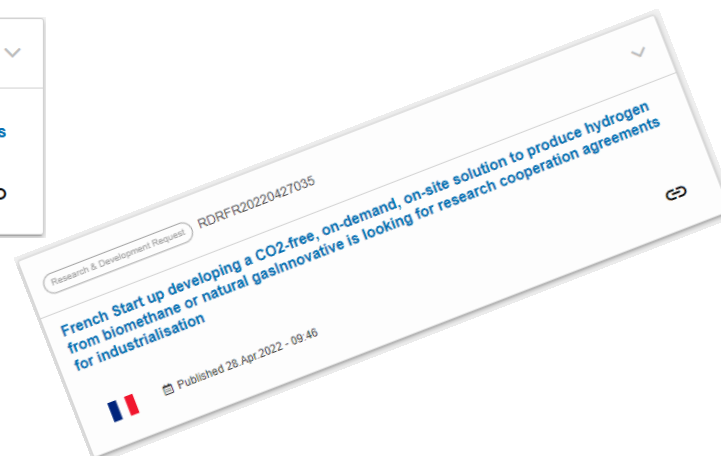 s
Research & Development Request RDRFR20220427035
French Start up developing a CO2-free, on-demand, on-site solution to produce hydrogen
from biomethane or natural gasInnovative is looking for research cooperation agreements
for industrialisation
Published 28.Apr.2022 - 09:46